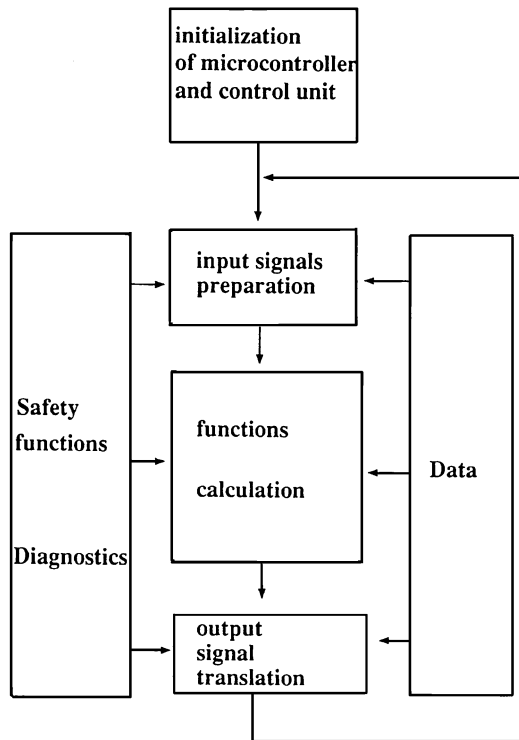 initialization
of microcontroller
and control unit
input signals
preparation
Safety
functions
Diagnostics
functions
calculation
Data
output
signal
translation